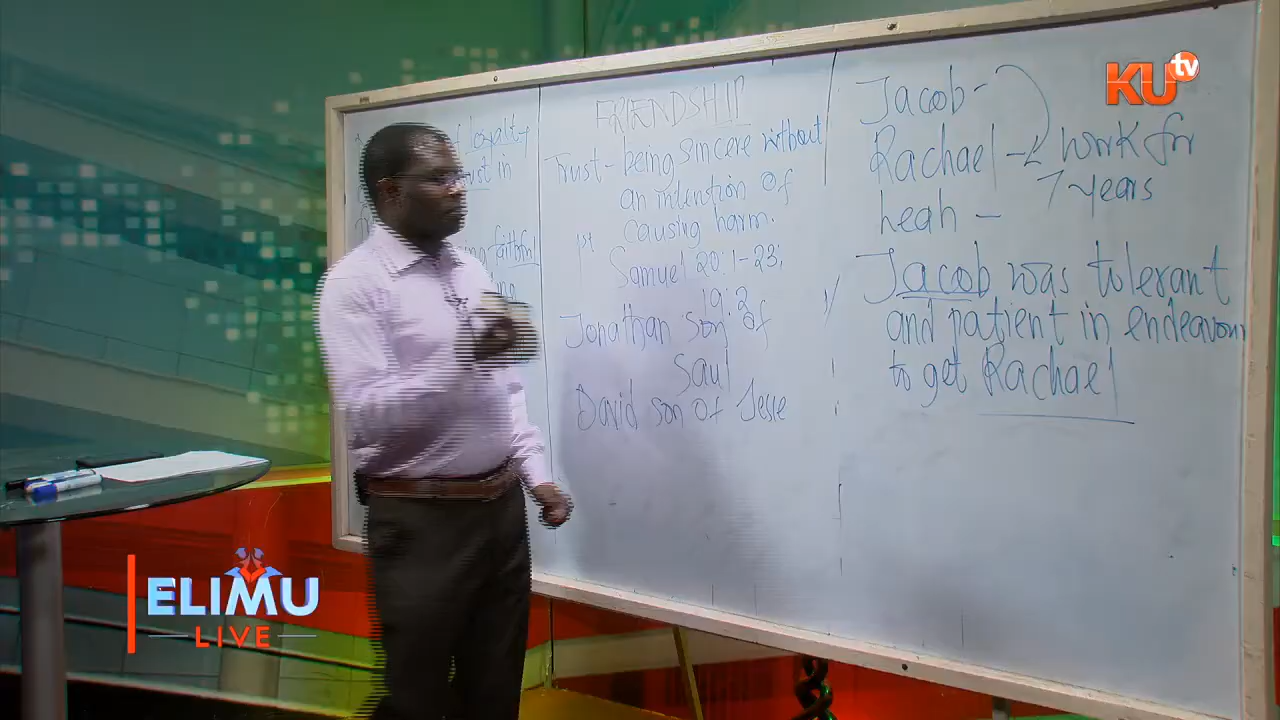 FRIENDSHIP
loyalty
in
faithful
Trust - being sincere without
an intention of
causing harm.
1st Samuel 20:1-23;
19:2
Jonathan son of
Saul
David son of Jesse
Jacob -
Rachael - work for
7 years
Leah -
Jacob was tolerant
and patient in endeavour
to get Rachael
KU tv
ELIMU
LIVE